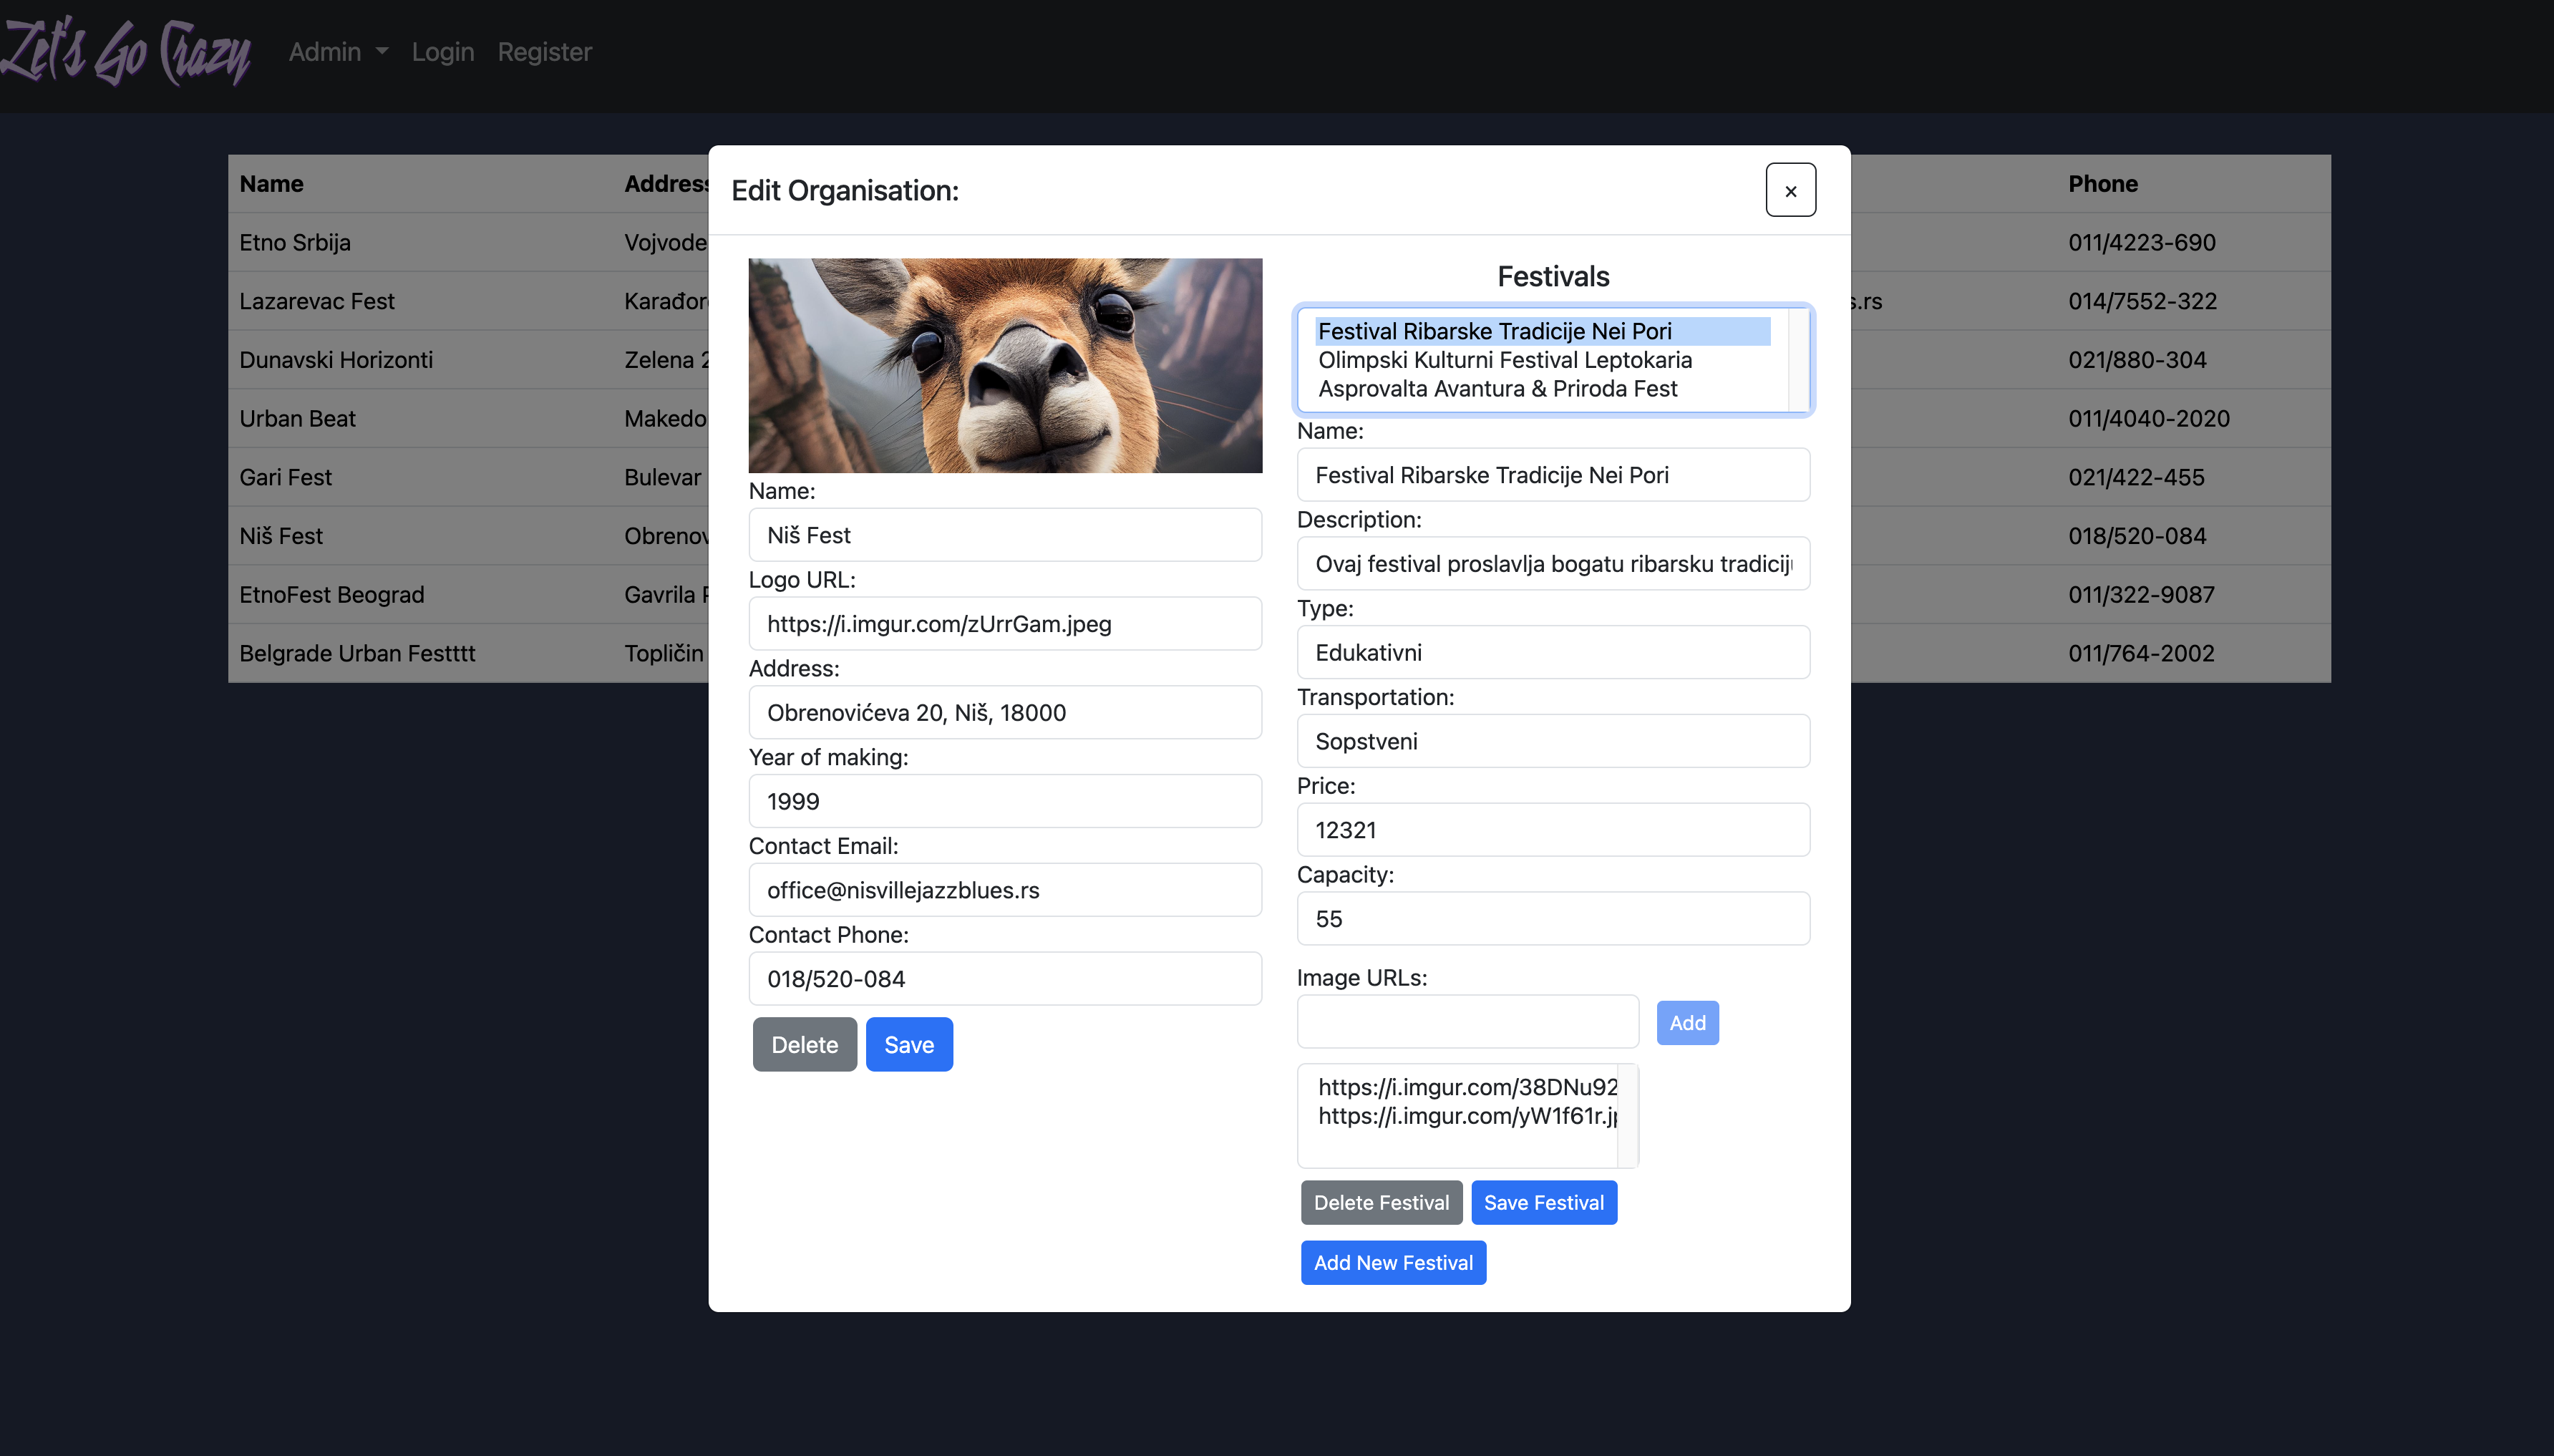 Zet's Go Crazy
Admin Login Register
Name Address Phone
Etno Srbija Vojvode 011/4223-690
Lazarevac Fest s.rs 014/7552-322
Dunavski Horizonti Zelena 021/880-304
Urban Beat 011/4040-2020
Gari Fest Bulevar 021/422-455
Niš Fest 018/520-084
EtnoFest Beograd Gavrila 011/322-9087
Belgrade Urban Festttt Topličin 011/764-2002
Edit Organisation:
×
Name:
Niš Fest
Logo URL:
https://i.imgur.com/zUrrGam.jpeg
Address:
Obrenovićeva 20, Niš, 18000
Year of making:
1999
Contact Email:
office@nisvillejazzblues.rs
Contact Phone:
018/520-084
Delete Save
Festivals
Festival Ribarske Tradicije Nei Pori
Olimpski Kulturni Festival Leptokaria
Asprovalta Avantura & Priroda Fest
Name:
Festival Ribarske Tradicije Nei Pori
Description:
Ovaj festival proslavlja bogatu ribarsku tradicij
Type:
Edukativni
Transportation:
Sopstveni
Price:
12321
Capacity:
55
Image URLs:
Add
https://i.imgur.com/38DNu92
https://i.imgur.com/yW1f61r.j
Delete Festival Save Festival
Add New Festival